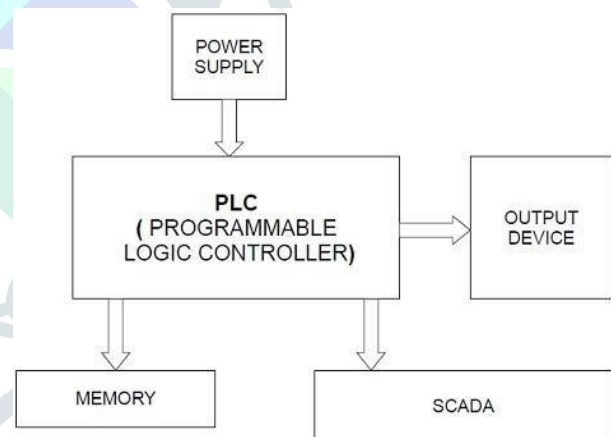 POWER
SUPPLY
PLC
( PROGRAMMABLE
LOGIC CONTROLLER)
OUTPUT
DEVICE
MEMORY
SCADA